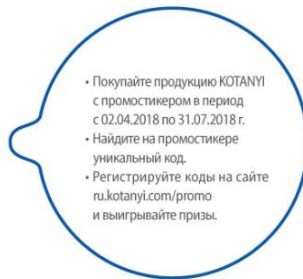 • Покупайте продукцию KOTANYI
с промостикером в период
с 02.04.2018 по 31.07.2018 г.
• Найдите на промостикере
уникальный код.
• Регистрируйте коды на сайте
ru.kotanyi.com/promo
и выигрывайте призы.